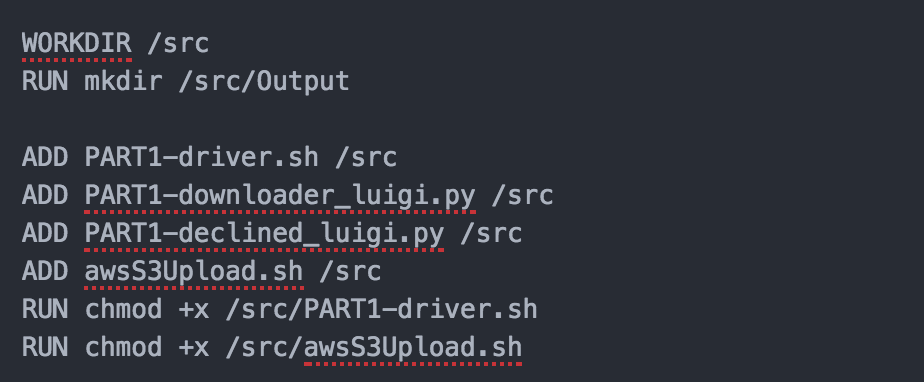 WORKDIR /src
RUN mkdir /src/Output
ADD PART1-driver.sh /src
ADD PART1-downloader_luigi.py /src
ADD PART1-declined_luigi.py /src
ADD awsS3Upload.sh /src
RUN chmod +x /src/PART1-driver.sh
RUN chmod +x /src/awsS3Upload.sh